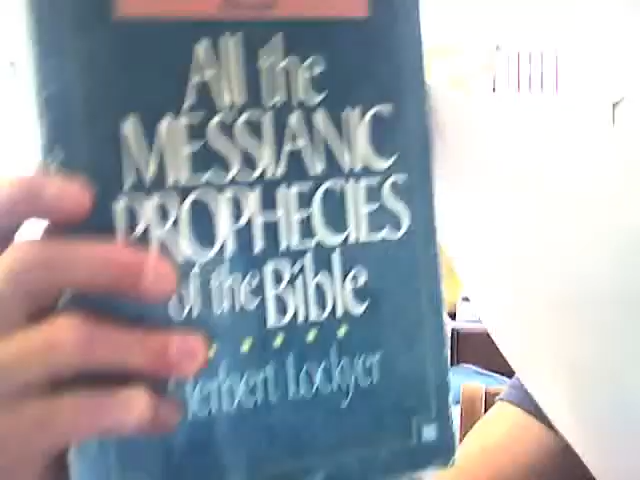 All the
MESSIANIC
PROPHECIES
of the Bible
Herbert Lockyer